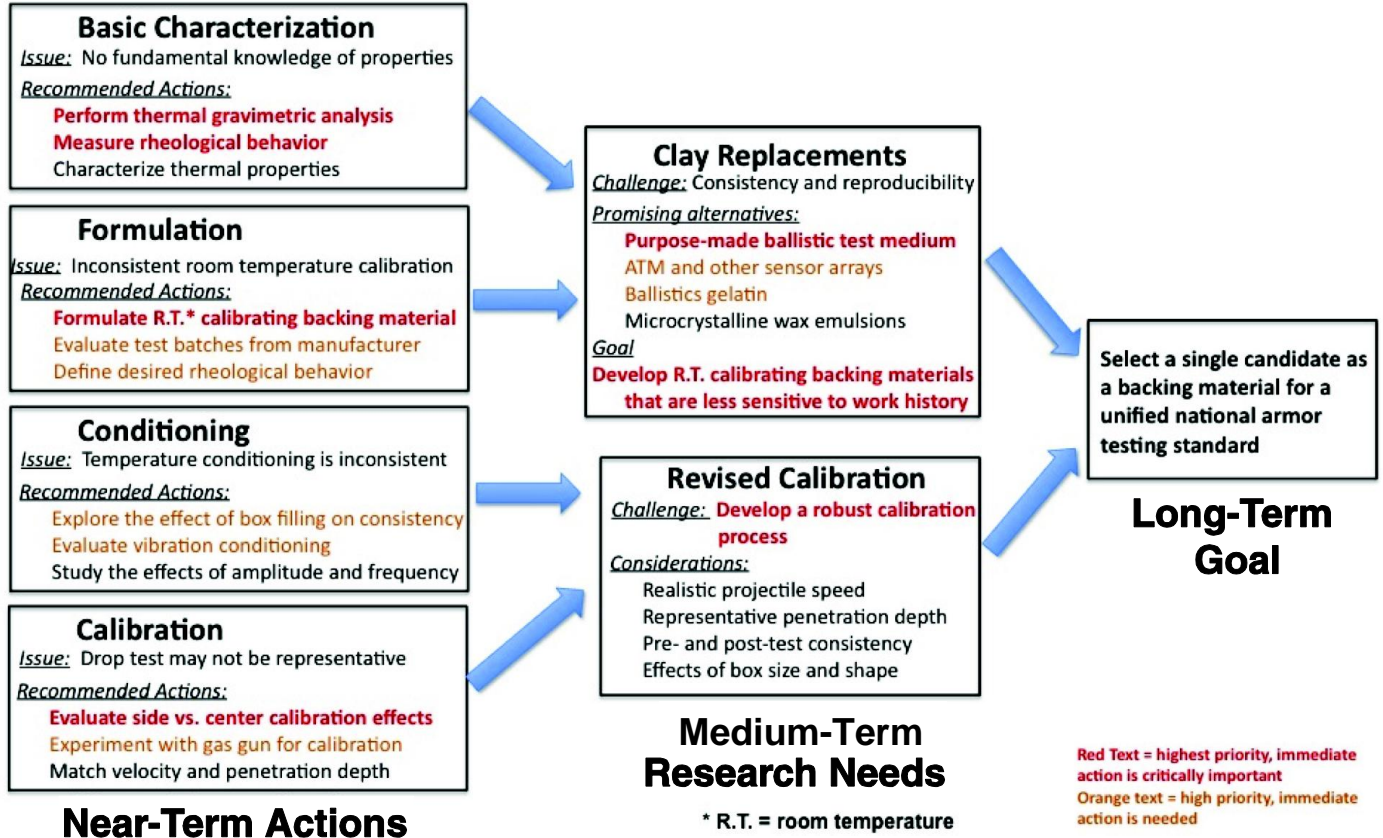 Basic Characterization
Issue: No fundamental knowledge of properties
Recommended Actions:
Perform thermal gravimetric analysis
Measure rheological behavior
Characterize thermal properties
Formulation
Issue: Inconsistent room temperature calibration
Recommended Actions:
Formulate R.T.* calibrating backing material
Evaluate test batches from manufacturer
Define desired rheological behavior
Conditioning
Issue: Temperature conditioning is inconsistent
Recommended Actions:
Explore the effect of box filling on consistency
Evaluate vibration conditioning
Study the effects of amplitude and frequency
Calibration
Issue: Drop test may not be representative
Recommended Actions:
Evaluate side vs. center calibration effects
Experiment with gas gun for calibration
Match velocity and penetration depth
Near-Term Actions
Clay Replacements
Challenge: Consistency and reproducibility
Promising alternatives:
Purpose-made ballistic test medium
ATM and other sensor arrays
Ballistics gelatin
Microcrystalline wax emulsions
Goal
Develop R.T. calibrating backing materials
that are less sensitive to work history
Revised Calibration
Challenge: Develop a robust calibration
process
Considerations:
Realistic projectile speed
Representative penetration depth
Pre- and post-test consistency
Effects of box size and shape
Medium-Term
Research Needs
* R.T. = room temperature
Select a single candidate as
a backing material for a
unified national armor
testing standard
Long-Term
Goal
Red Text = highest priority, immediate
action is critically important
Orange text = high priority, immediate
action is needed